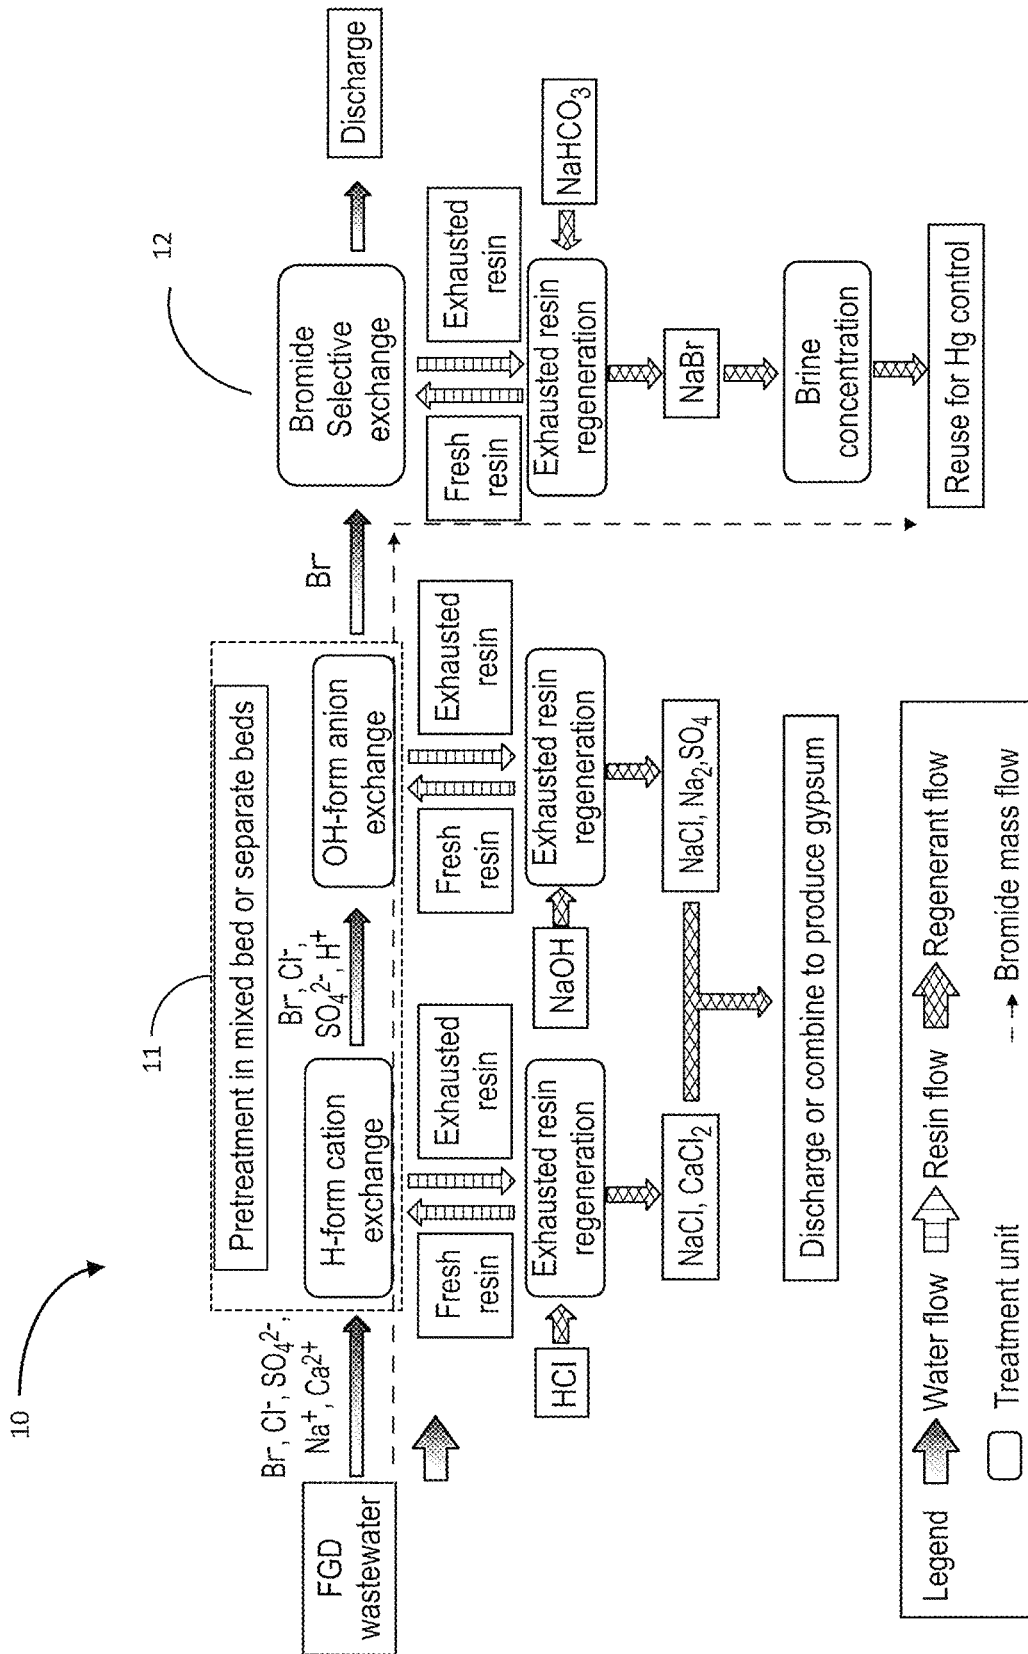 10
11
12
Pretreatment in mixed bed or separate beds
FGD
wastewater
Br-, Cl-, SO₄²⁻,
Na⁺, Ca²⁺
H-form cation
exchange
Br-, Cl-,
SO₄²⁻, H⁺
OH-form anion
exchange
Br-
Bromide
Selective
exchange
Discharge
Fresh
resin
Exhausted
resin
Fresh
resin
Exhausted
resin
Fresh
resin
Exhausted
resin
HCl
Exhausted resin
regeneration
NaOH
Exhausted resin
regeneration
Exhausted resin
regeneration
NaHCO₃
NaCl, CaCl₂
NaCl, Na₂,SO₄
NaBr
Discharge or combine to produce gypsum
Brine
concentration
Reuse for Hg control
Legend
Water flow
Resin flow
Regenerant flow
Treatment unit
Bromide mass flow